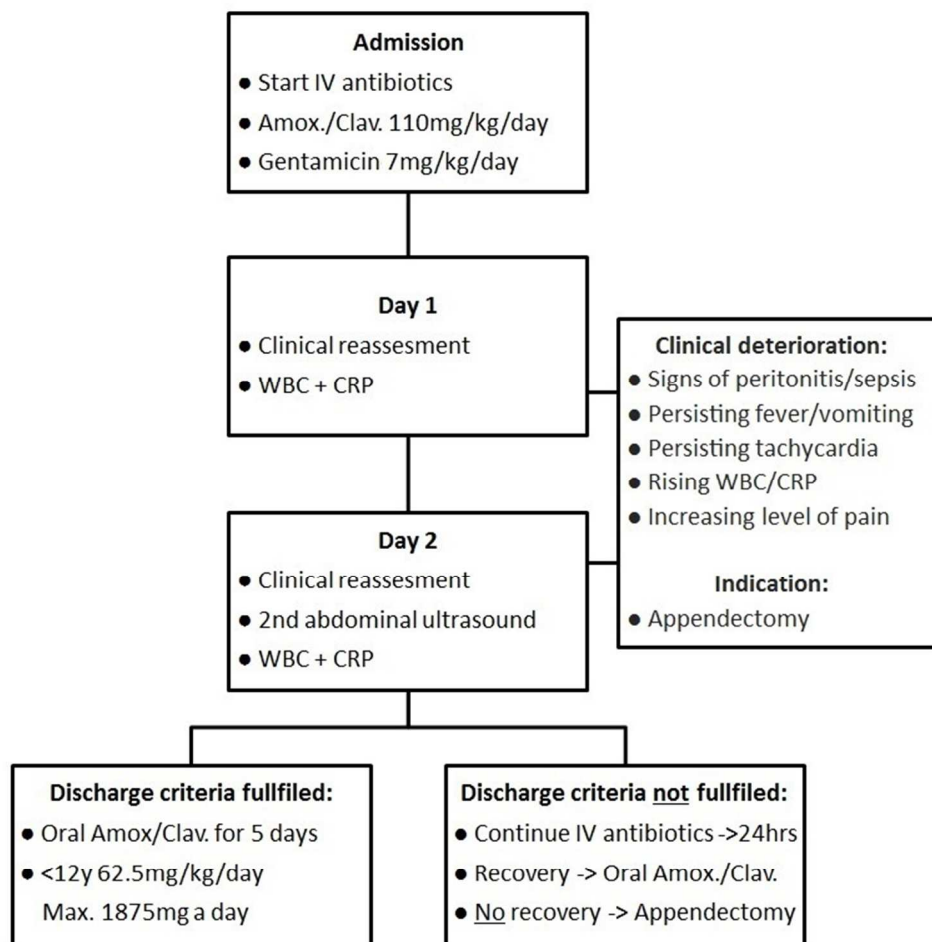 Admission
● Start IV antibiotics
● Amox./Clav. 110mg/kg/day
● Gentamicin 7mg/kg/day
Day 1
● Clinical reassesment
● WBC + CRP
Clinical deterioration:
● Signs of peritonitis/sepsis
● Persisting fever/vomiting
● Persisting tachycardia
● Rising WBC/CRP
● Increasing level of pain
Indication:
● Appendectomy
Day 2
● Clinical reassesment
● 2nd abdominal ultrasound
● WBC + CRP
Discharge criteria fullfiled:
● Oral Amox/Clav. for 5 days
● <12y 62.5mg/kg/day
Max. 1875mg a day
Discharge criteria not fullfiled:
● Continue IV antibiotics ->24hrs
● Recovery -> Oral Amox./Clav.
● No recovery -> Appendectomy